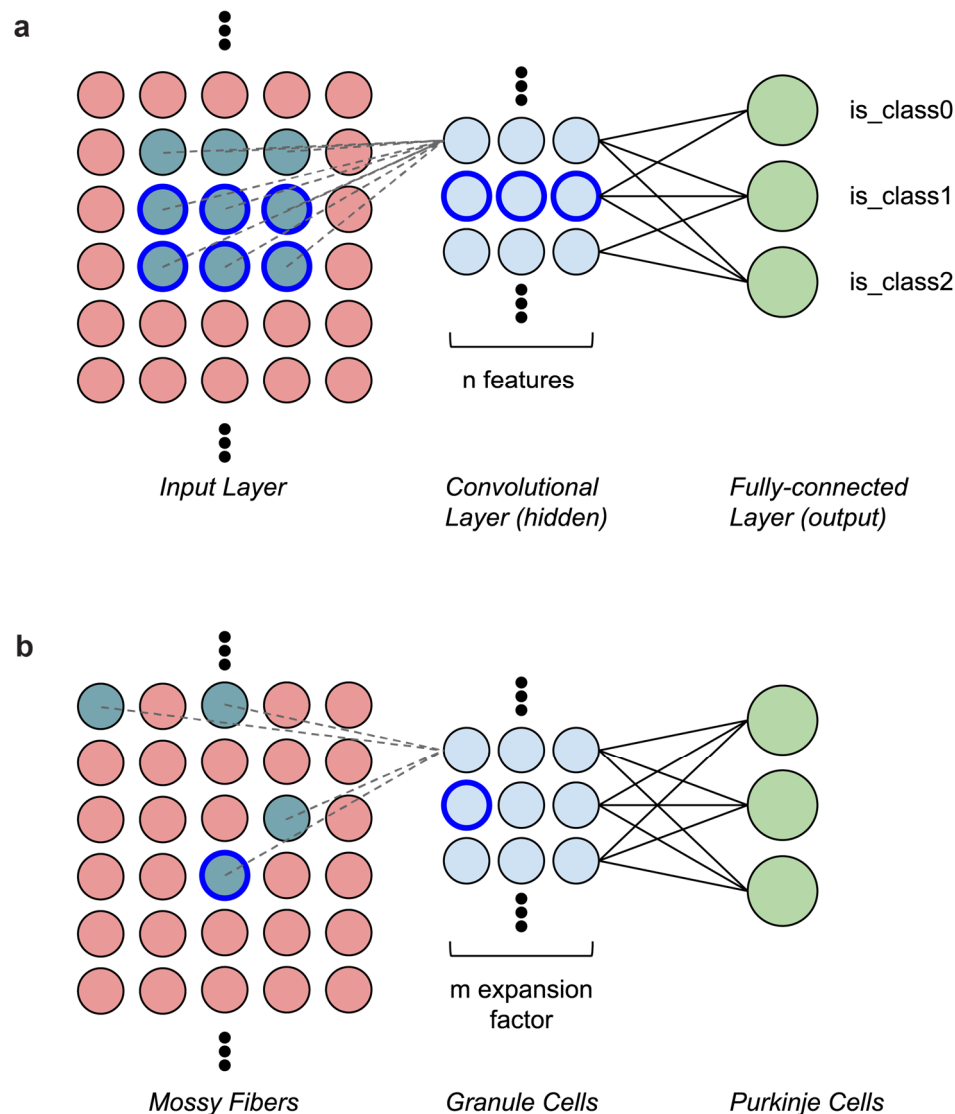 a
is_class0
is_class1
is_class2
n features
Input Layer
Convolutional
Layer (hidden)
Fully-connected
Layer (output)
b
m expansion
factor
Mossy Fibers
Granule Cells
Purkinje Cells